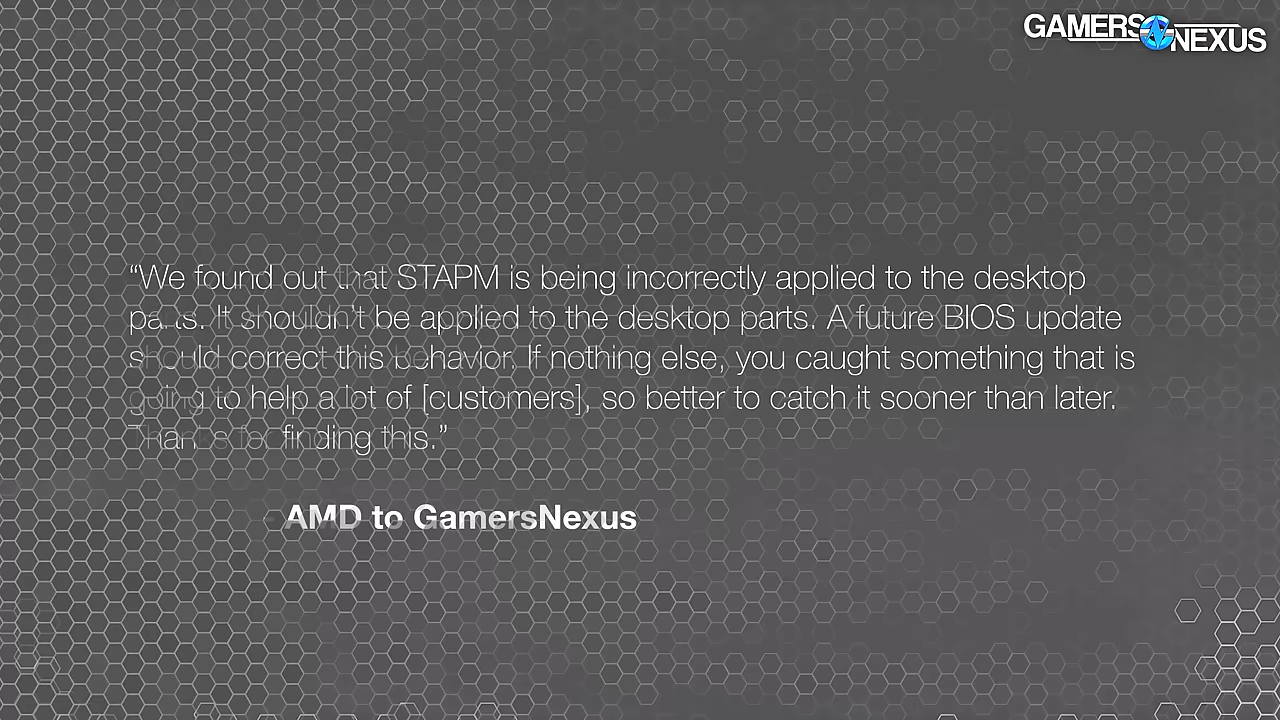 GAMERS NEXUS
“We found out that STAPM is being incorrectly applied to the desktop
parts. It shouldn’t be applied to the desktop parts. A future BIOS update
should correct this behavior. If nothing else, you caught something that is
going to help a lot of [customers], so better to catch it sooner than later.
Thanks for finding this.”
- AMD to GamersNexus